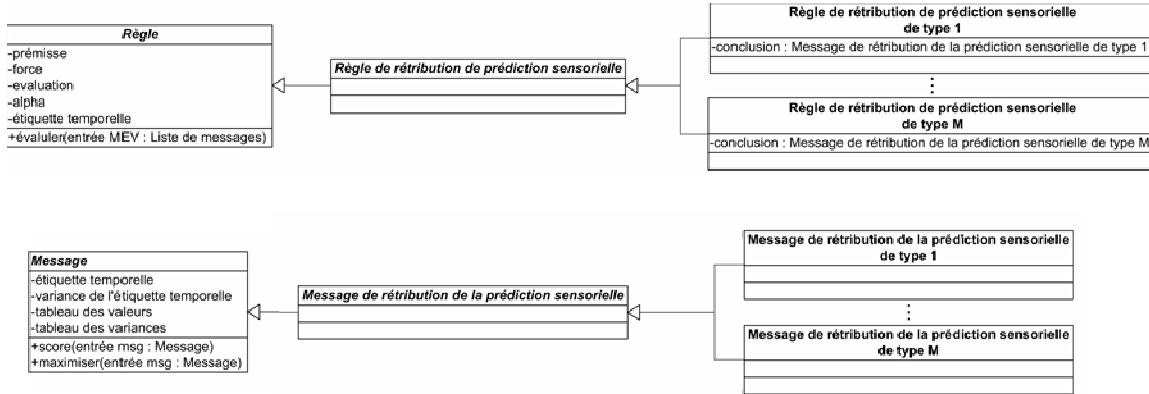 Règle
-prémisse
-force
-evaluation
-alpha
-étiquette temporelle
+évaluler(entrée MEV : Liste de messages)
Règle de rétribution de prédiction sensorielle
Règle de rétribution de prédiction sensorielle
de type 1
-conclusion : Message de rétribution de la prédiction sensorielle de type 1
Règle de rétribution de prédiction sensorielle
de type M
-conclusion : Message de rétribution de la prédiction sensorielle de type M
Message
-étiquette temporelle
-variance de l'étiquette temporelle
-tableau des valeurs
-tableau des variances
+score(entrée msg : Message)
+maximiser(entrée msg : Message)
Message de rétribution de la prédiction sensorielle
Message de rétribution de la prédiction sensorielle
de type 1
Message de rétribution de la prédiction sensorielle
de type M